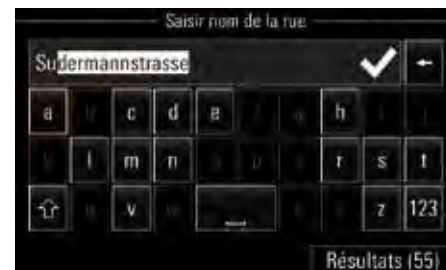 Saisir nom de la rue
Sudermannstrasse
a c d e h
l m n r s t
v z 123
Résultats (55)